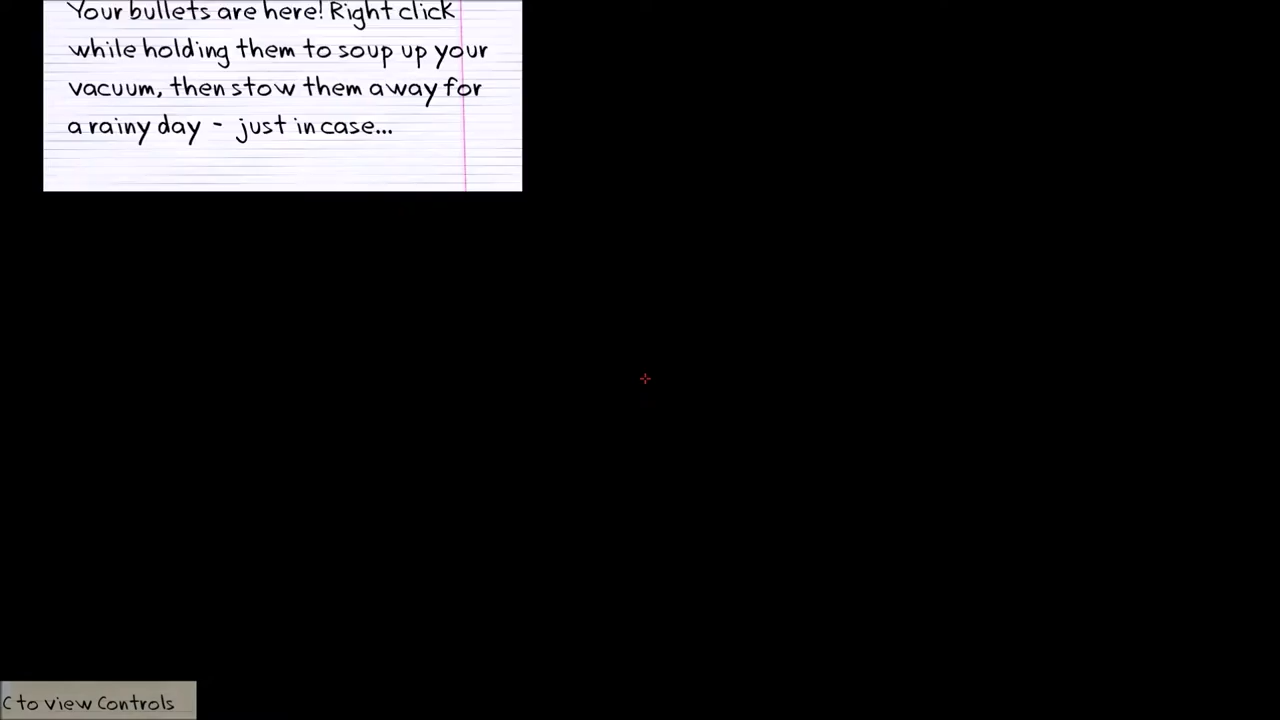 Your bullets are here! Right click
while holding them to soup up your
vacuum, then stow them away for
a rainy day - just in case...
C to view Controls